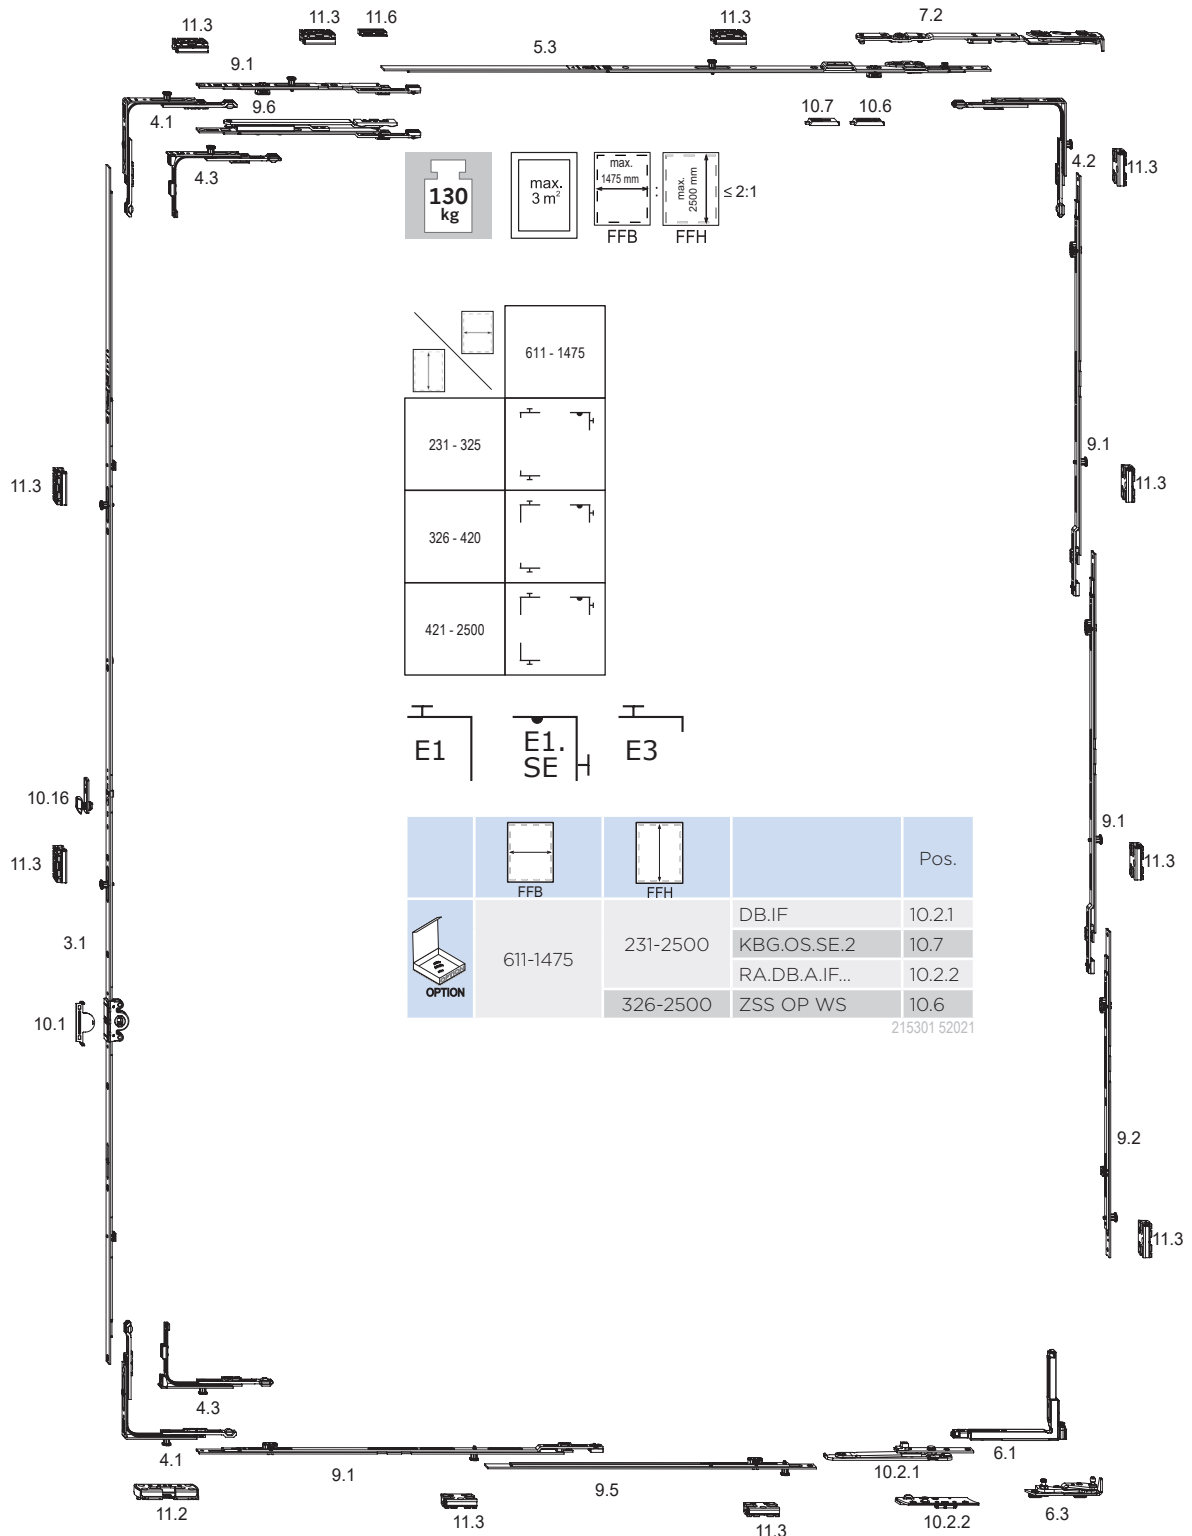 11.3
11.3
11.6
11.3
7.2
5.3
9.1
9.6
4.1
4.3
10.7
10.6
4.2
11.3
130
kg
max.
3 m²
max.
1475 mm
FFB
:
max.
2500 mm
FFH
≤ 2:1
611 - 1475
231 - 325
326 - 420
421 - 2500
11.3
9.1
11.3
E1
E1.
SE
E3
10.16
11.3
3.1
10.1
9.1
11.3
FFB
FFH
Pos.
OPTION
611-1475
231-2500
DB.IF
10.2.1
KBG.OS.SE.2
10.7
RA.DB.A.IF...
10.2.2
326-2500
ZSS OP WS
10.6
215301 52021
9.2
11.3
4.3
4.1
9.1
9.5
10.2.1
6.1
11.2
11.3
11.3
10.2.2
6.3